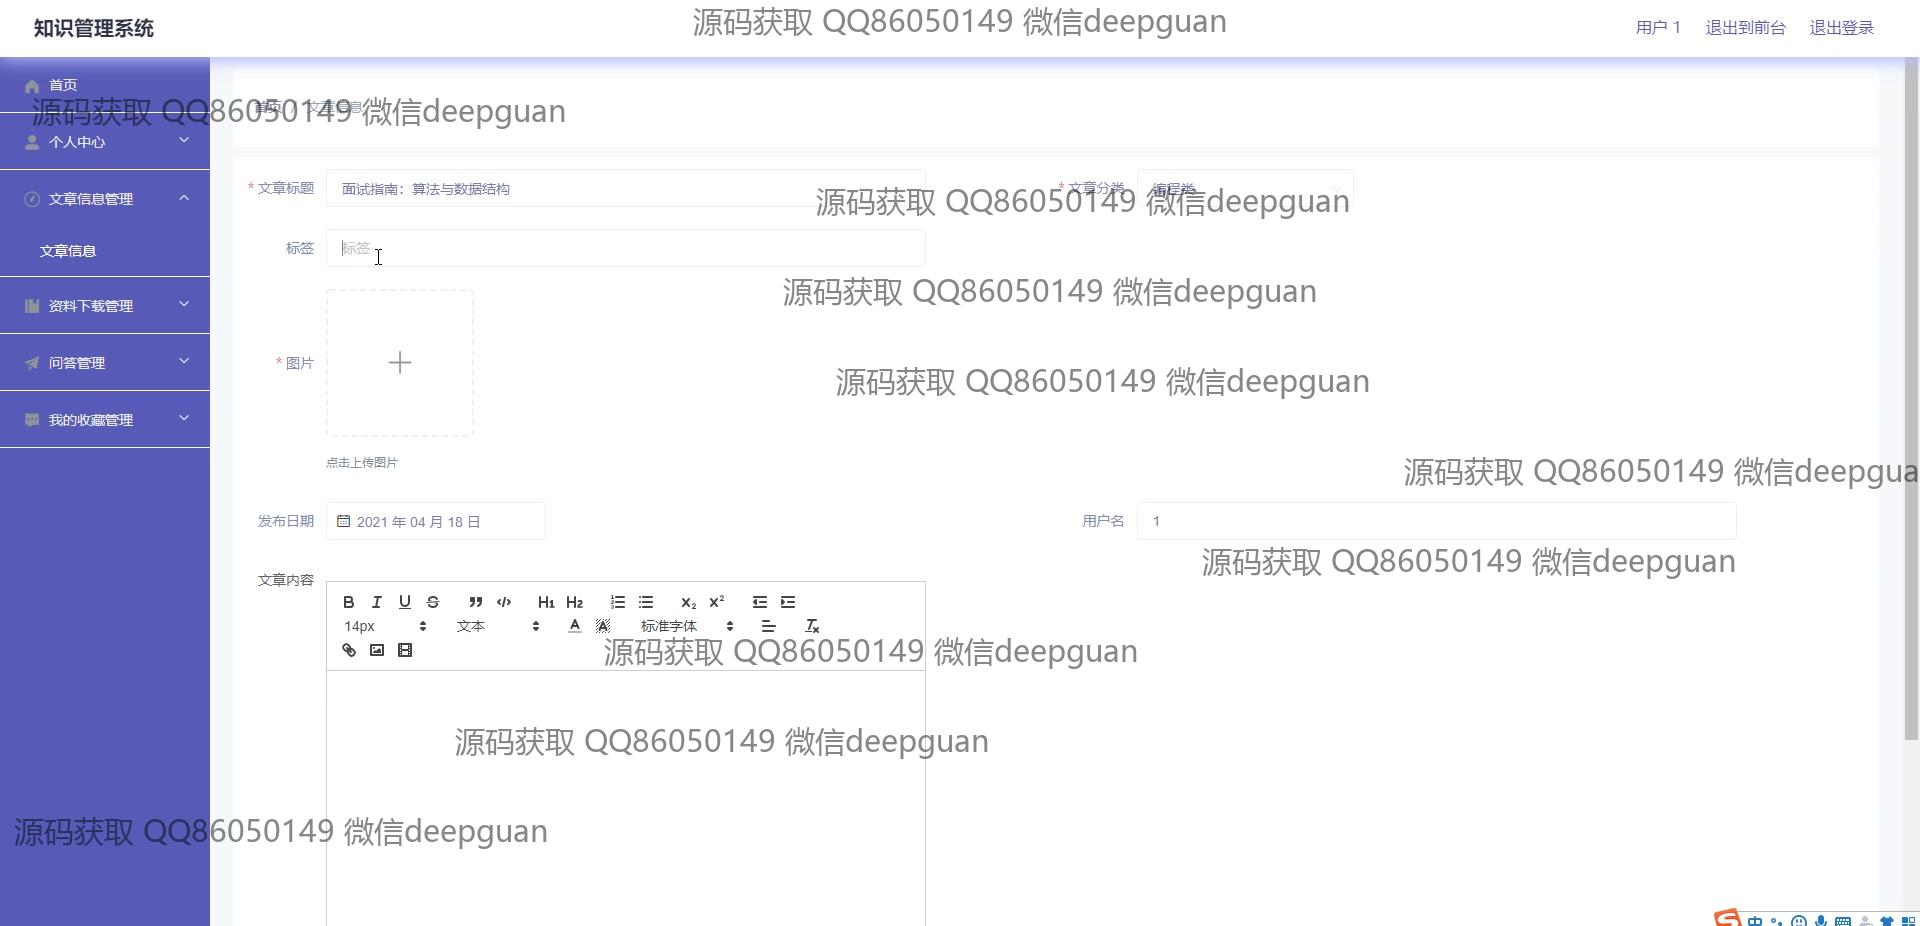 知识管理系统
源码获取 QQ86050149 微信deepguan
用户 1 退出到前台 退出登录
首页
源码获取 QQ86050149 微信deepguan
首页 文章信息
个人中心
* 文章标题 面试指南：算法与数据结构
* 文章分类 编程类
源码获取 QQ86050149 微信deepguan
文章信息管理
标签 标签
文章信息
源码获取 QQ86050149 微信deepguan
资料下载管理
* 图片
问答管理
源码获取 QQ86050149 微信deepguan
我的收藏管理
点击上传图片
源码获取 QQ86050149 微信deepgua
发布日期 2021 年 04 月 18 日
用户名 1
源码获取 QQ86050149 微信deepguan
文章内容
B I U S H1 H2 X2 X2
14px 文本 A A 标准字体 Tx
源码获取 QQ86050149 微信deepguan
源码获取 QQ86050149 微信deepguan
源码获取 QQ86050149 微信deepguan
中